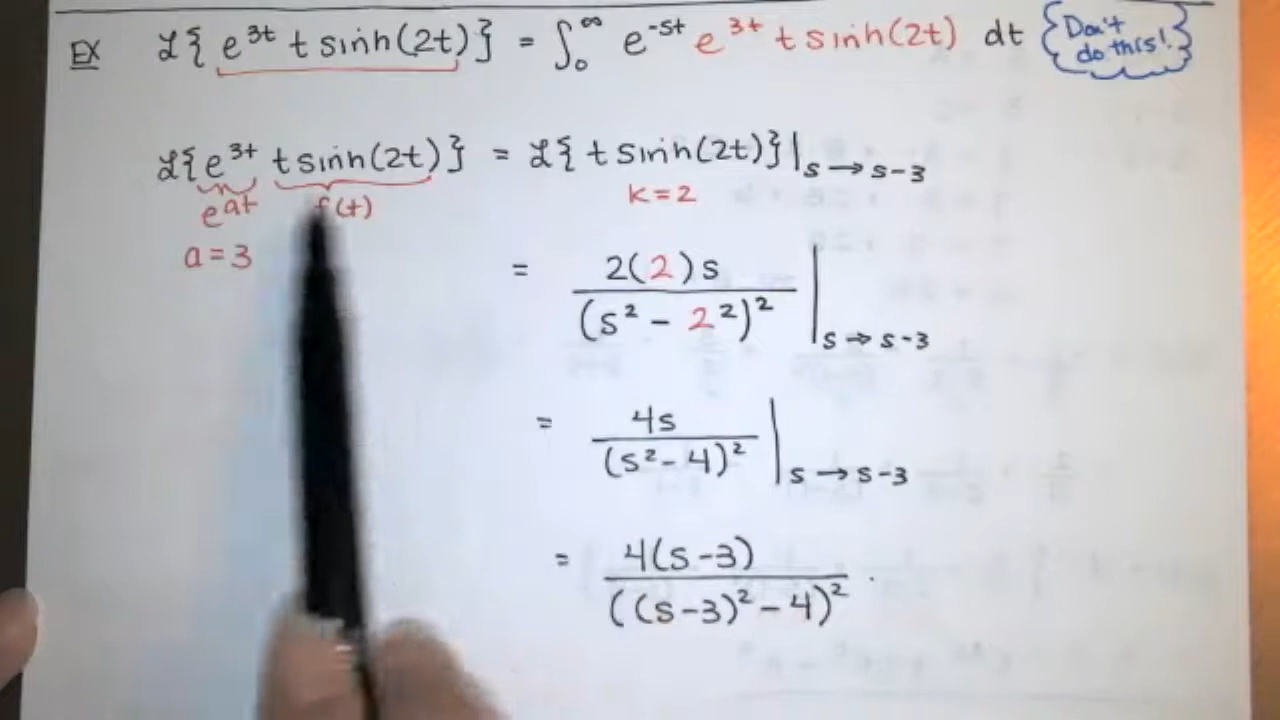 EX ℒ{ e^{3t} t sinh(2t) } = ∫_0^∞ e^{-st} e^{3t} t sinh(2t) dt Don't do this!
ℒ{ e^{3t} t sinh(2t) } = ℒ{ t sinh(2t) } |_{s→s-3}
e^{at} f(t) k=2
a=3
= 2(2)s / (s² - 2²)² |_{s→s-3}
= 4s / (s² - 4)² |_{s→s-3}
= 4(s-3) / ((s-3)² - 4)² .